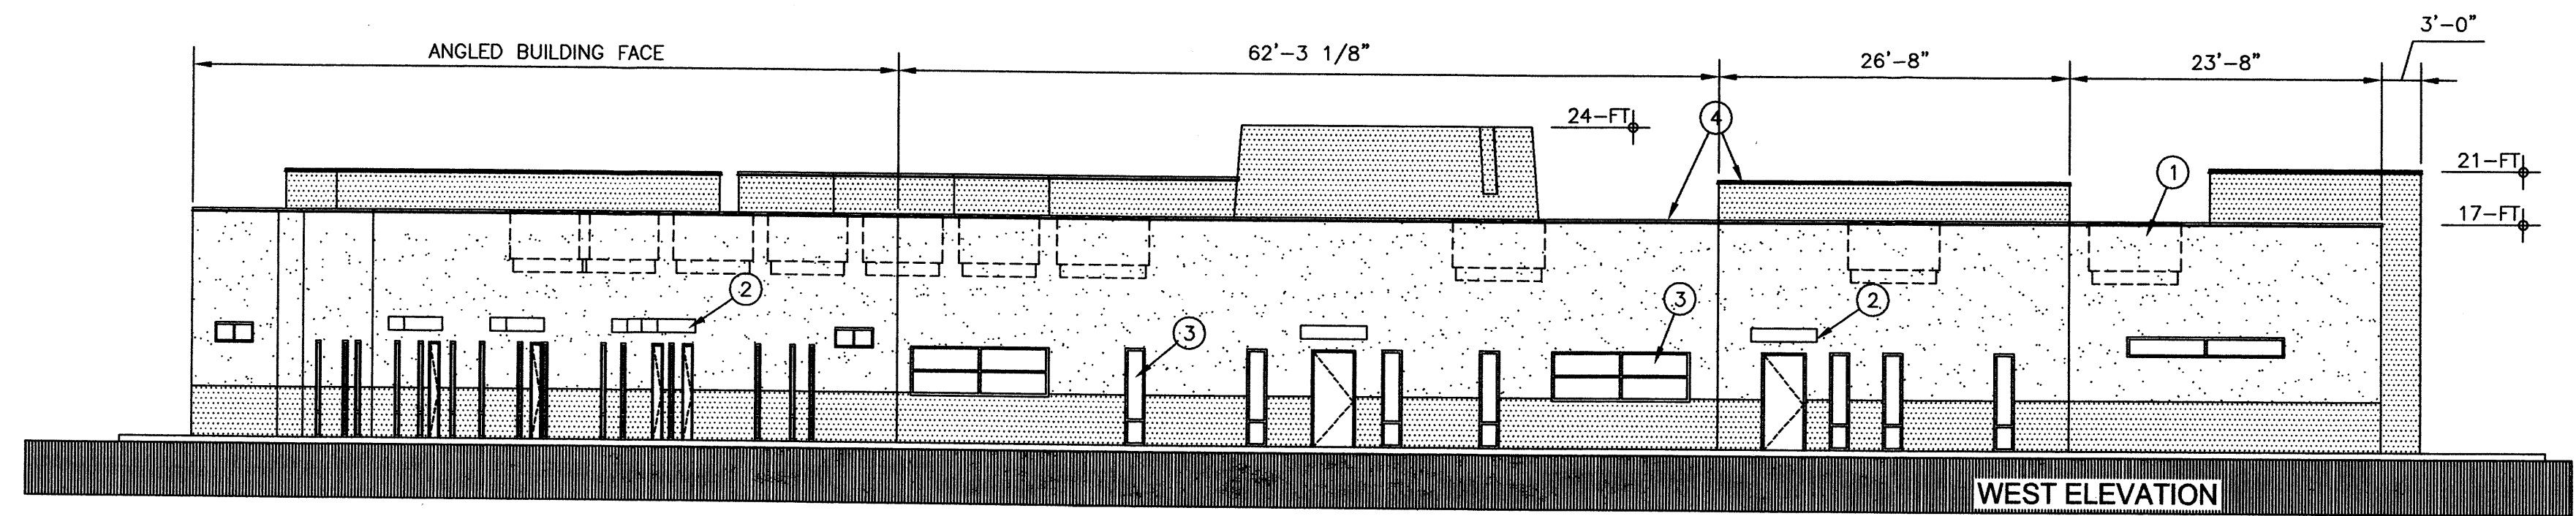 3'-0"
ANGLED BUILDING FACE
62'-3 1/8"
26'-8"
23'-8"
24-FT
4
21-FT
1
17-FT
2
3
2
3
WEST ELEVATION